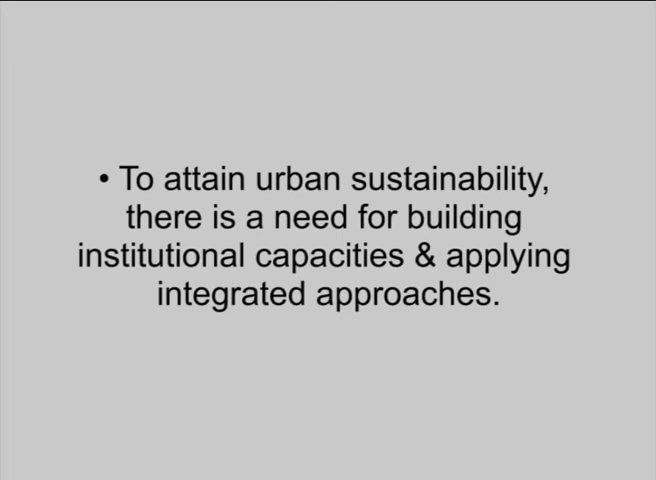 • To attain urban sustainability,
there is a need for building
institutional capacities & applying
integrated approaches.